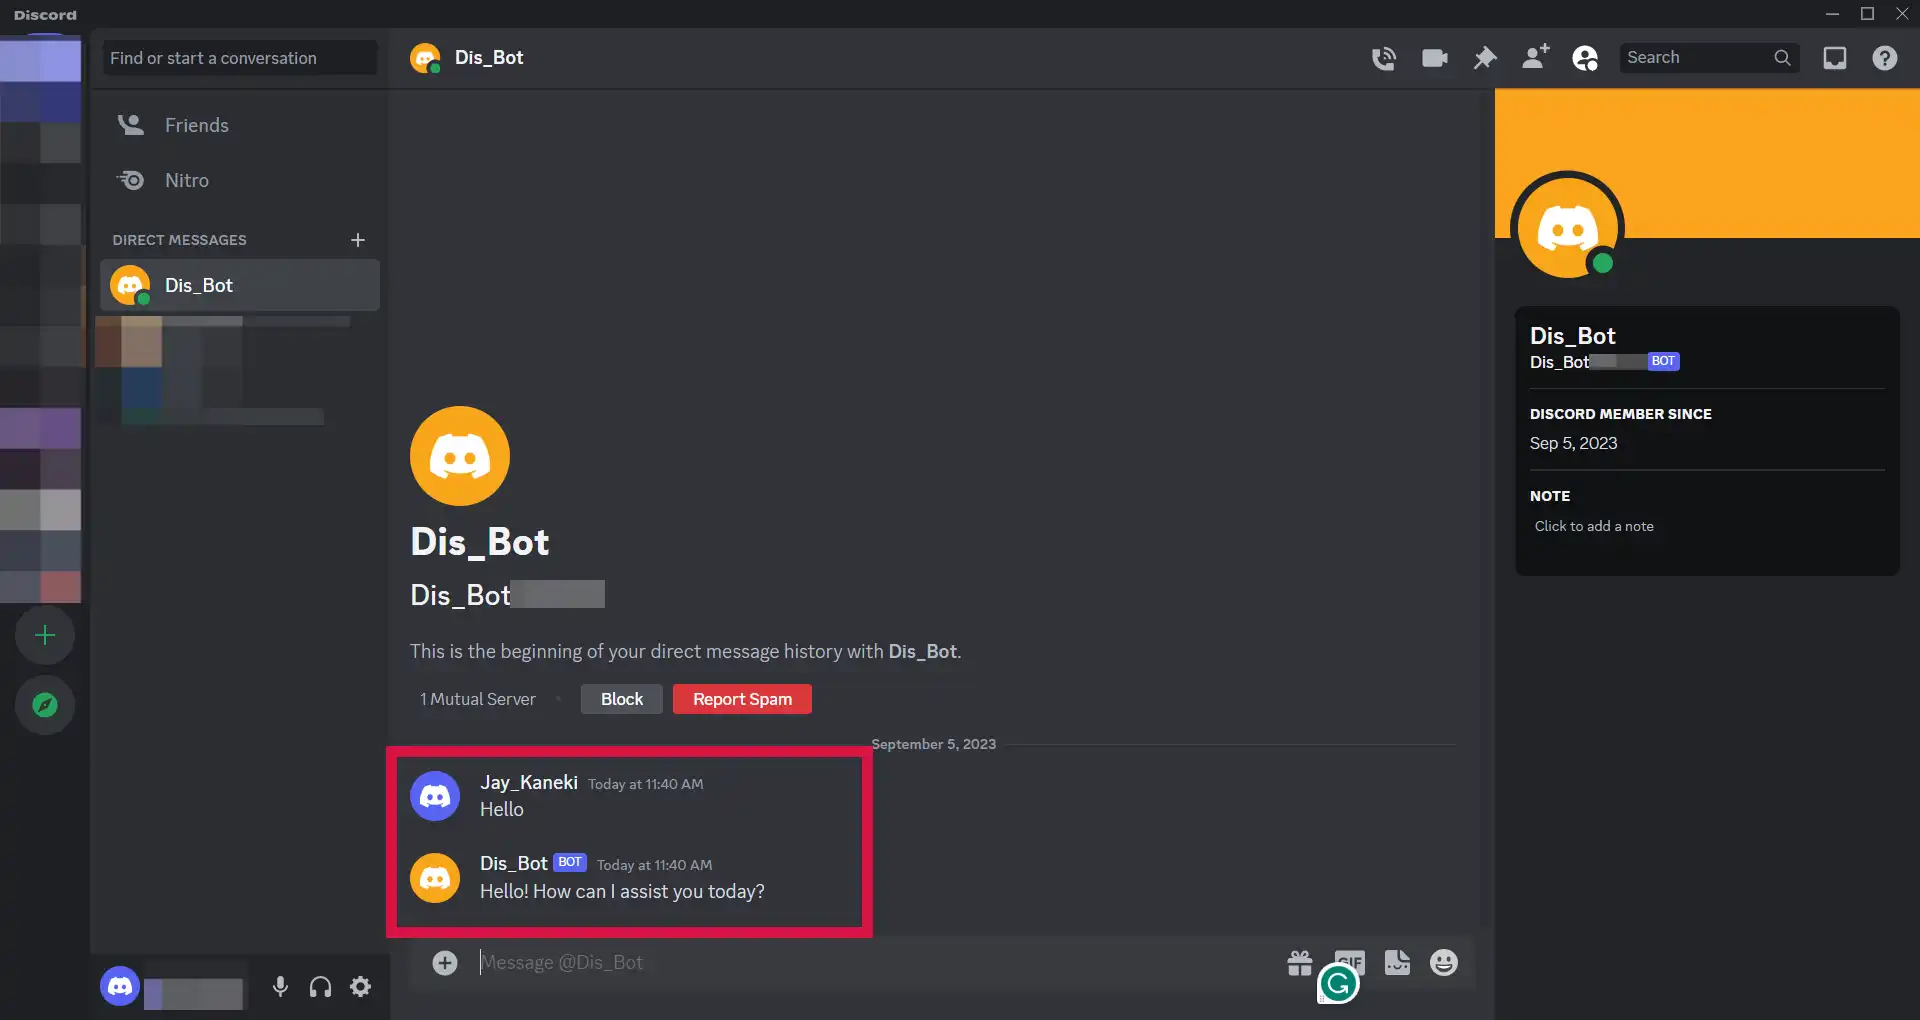 Discord
Find or start a conversation
Friends
Nitro
DIRECT MESSAGES
Dis_Bot
Dis_Bot
Search
Dis_Bot
Dis_Bot
This is the beginning of your direct message history with Dis_Bot.
1 Mutual Server
Block
Report Spam
September 5, 2023
Jay_Kaneki Today at 11:40 AM
Hello
Dis_Bot BOT Today at 11:40 AM
Hello! How can I assist you today?
Message @Dis_Bot
GIF
G
Dis_Bot
Dis_Bot BOT
DISCORD MEMBER SINCE
Sep 5, 2023
NOTE
Click to add a note